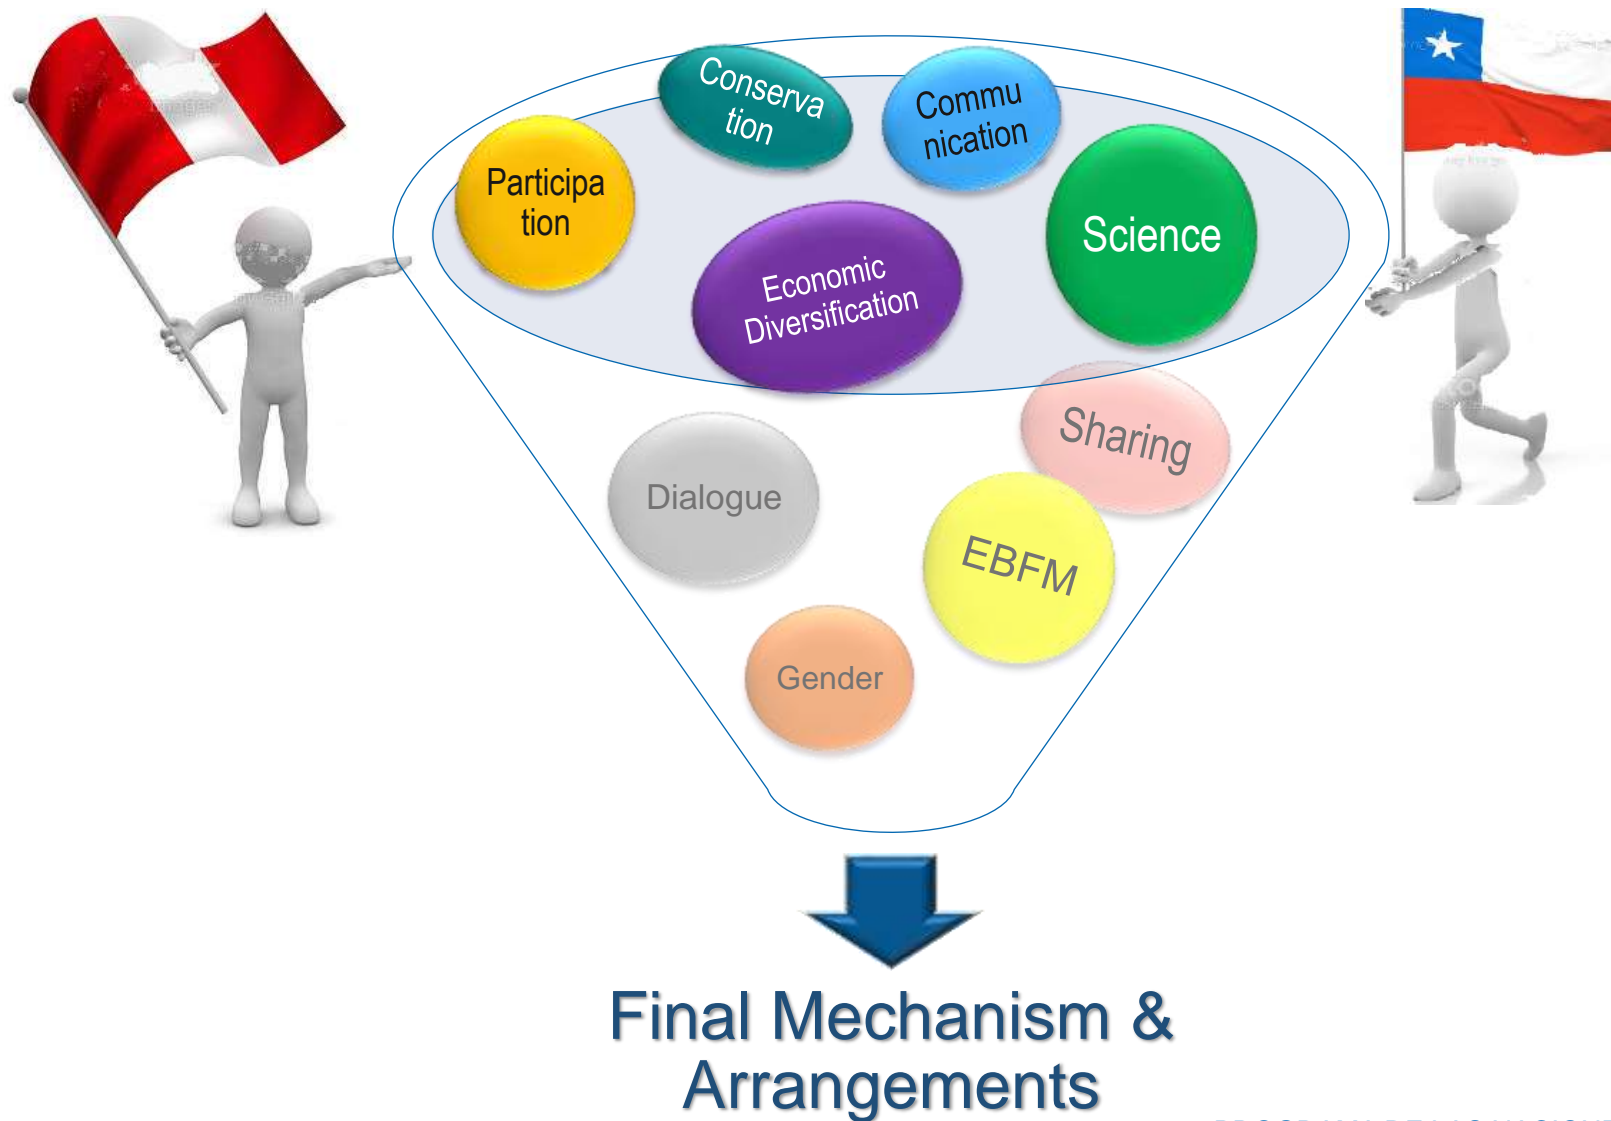 Conserva
tion
Commu
nication
Participa
tion
Science
Economic
Diversification
Sharing
Dialogue
EBFM
Gender
Final Mechanism &
Arrangements